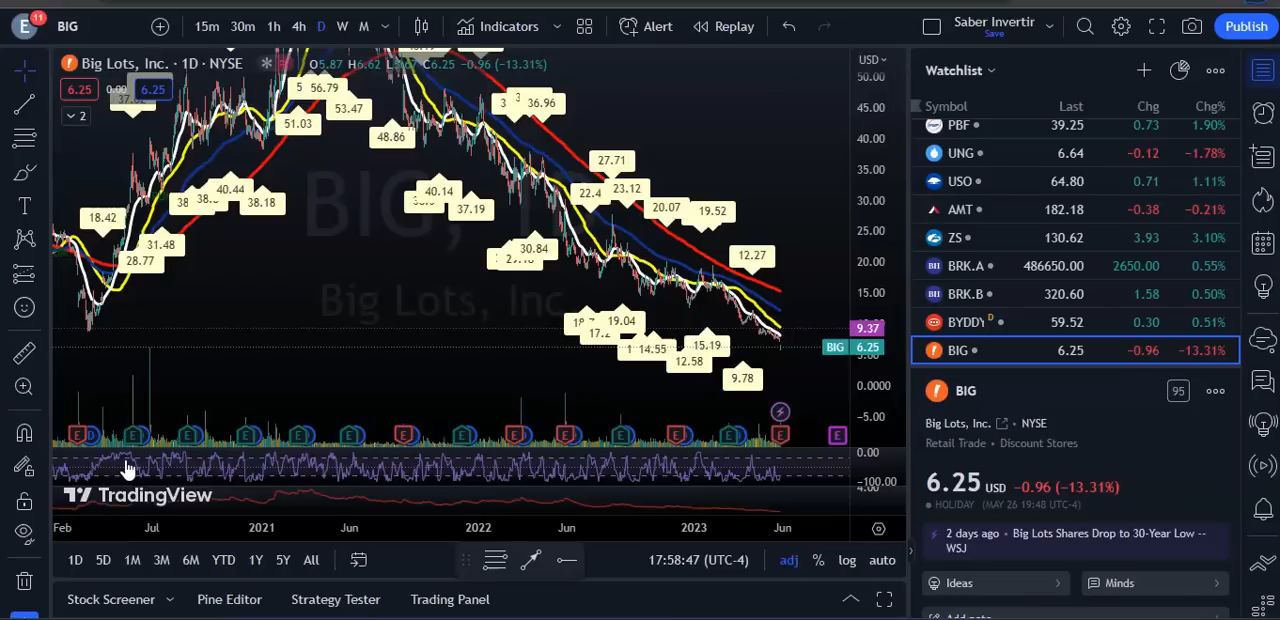 E 11 BIG 15m 30m 1h 4h D W M Indicators Alert Replay Saber Invertir Save Publish
Big Lots, Inc. · 1D · NYSE O5.87 H6.62 C6.25 −0.96 (−13.31%)
6.25 0.00 6.25
2
USD
50.00
45.00
40.00
35.00
30.00
25.00
20.00
15.00
9.37
BIG 6.25
0.0000
−5.00
0.00
−100.00
56.79
53.47
51.03
48.86
36.96
18.42
40.44
38.18
31.48
28.77
40.14
37.19
30.84
27.71
22.4
23.12
20.07
19.52
12.27
19.04
17.2
14.55
15.19
12.58
9.78
Big Lots, Inc.
TradingView
Feb Jul 2021 Jun 2022 Jun 2023 Jun
1D 5D 1M 3M 6M YTD 1Y 5Y All 17:58:47 (UTC-4) adj % log auto
Stock Screener Pine Editor Strategy Tester Trading Panel
Watchlist
Symbol Last Chg Chg%
PBF 39.25 0.73 1.90%
UNG 6.64 −0.12 −1.78%
USO 64.80 0.71 1.11%
AMT 182.18 −0.38 −0.21%
ZS 130.62 3.93 3.10%
BRK.A 486650.00 2650.00 0.55%
BRK.B 320.60 1.58 0.50%
BYDDY D 59.52 0.30 0.51%
BIG 6.25 −0.96 −13.31%
BIG 95
Big Lots, Inc. · NYSE
Retail Trade · Discount Stores
6.25 USD −0.96 (−13.31%)
HOLIDAY (MAY 26 19:48 UTC-4)
2 days ago · Big Lots Shares Drop to 30-Year Low --
WSJ
Ideas Minds